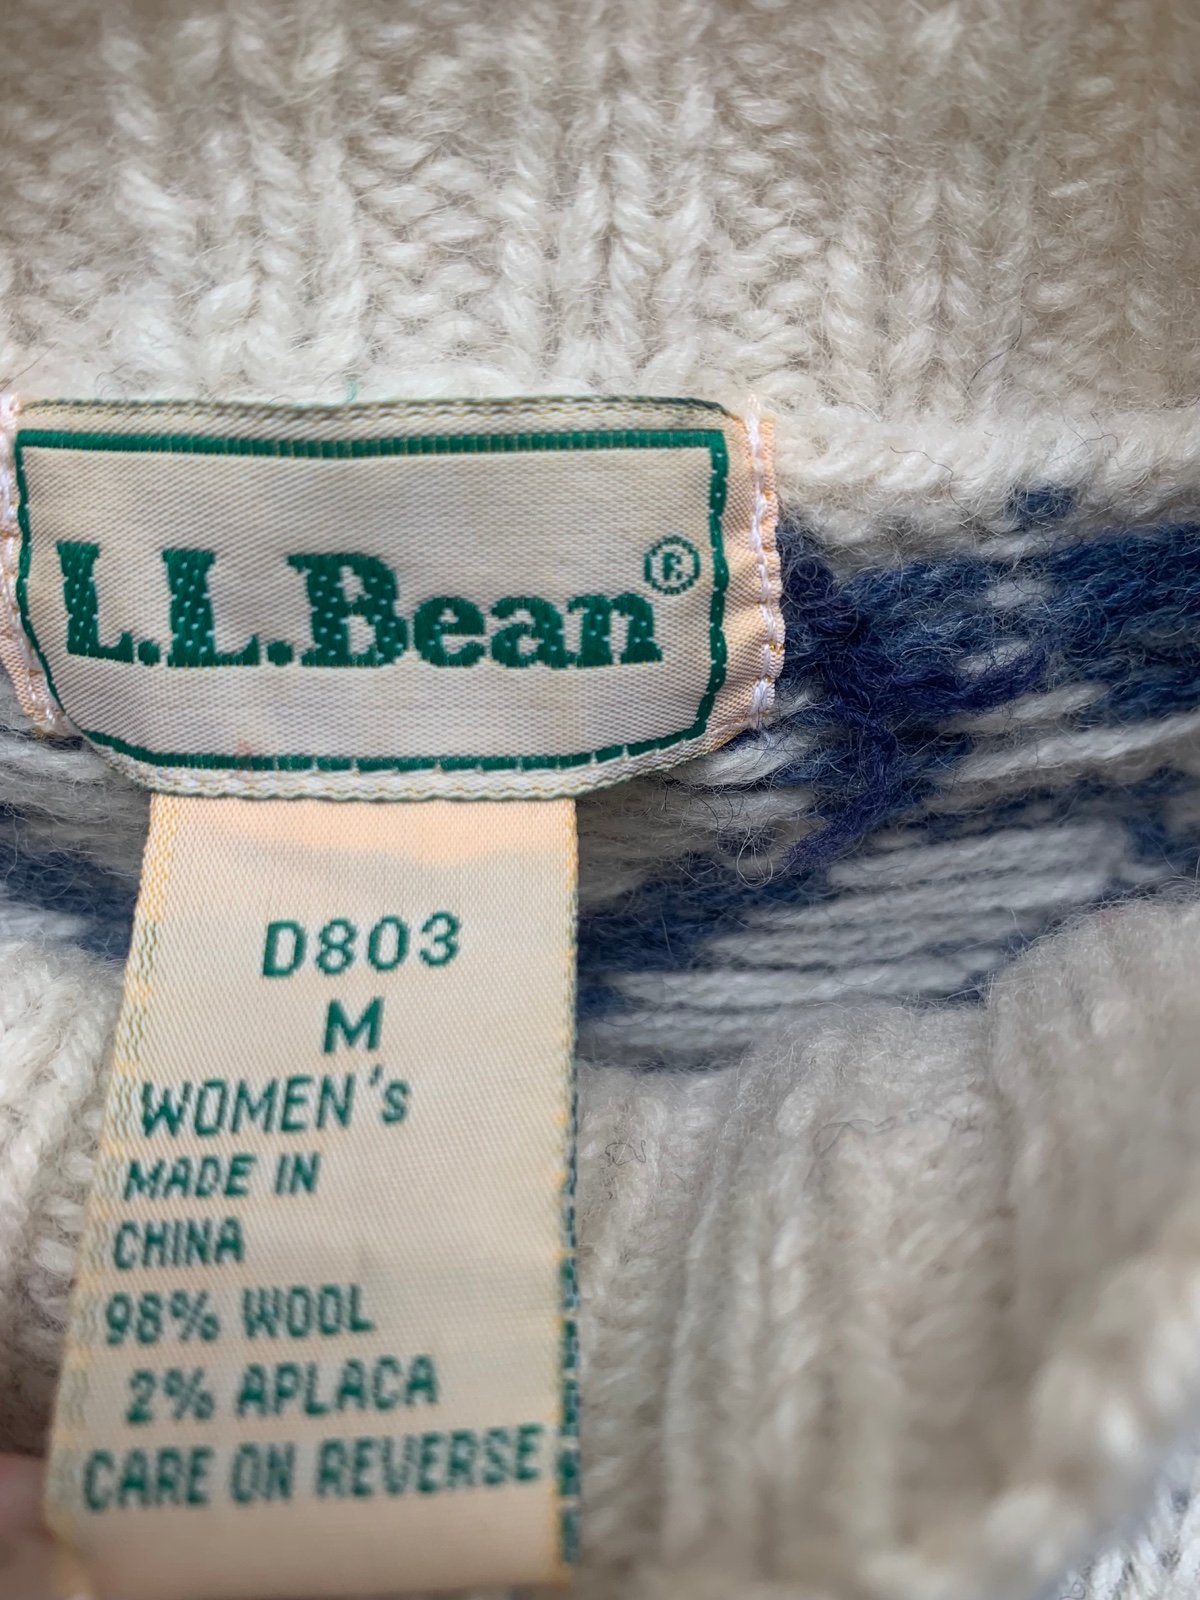 L.L.Bean®
D803
M
WOMEN's
MADE IN
CHINA
98% WOOL
2% APLACA
CARE ON REVERSE